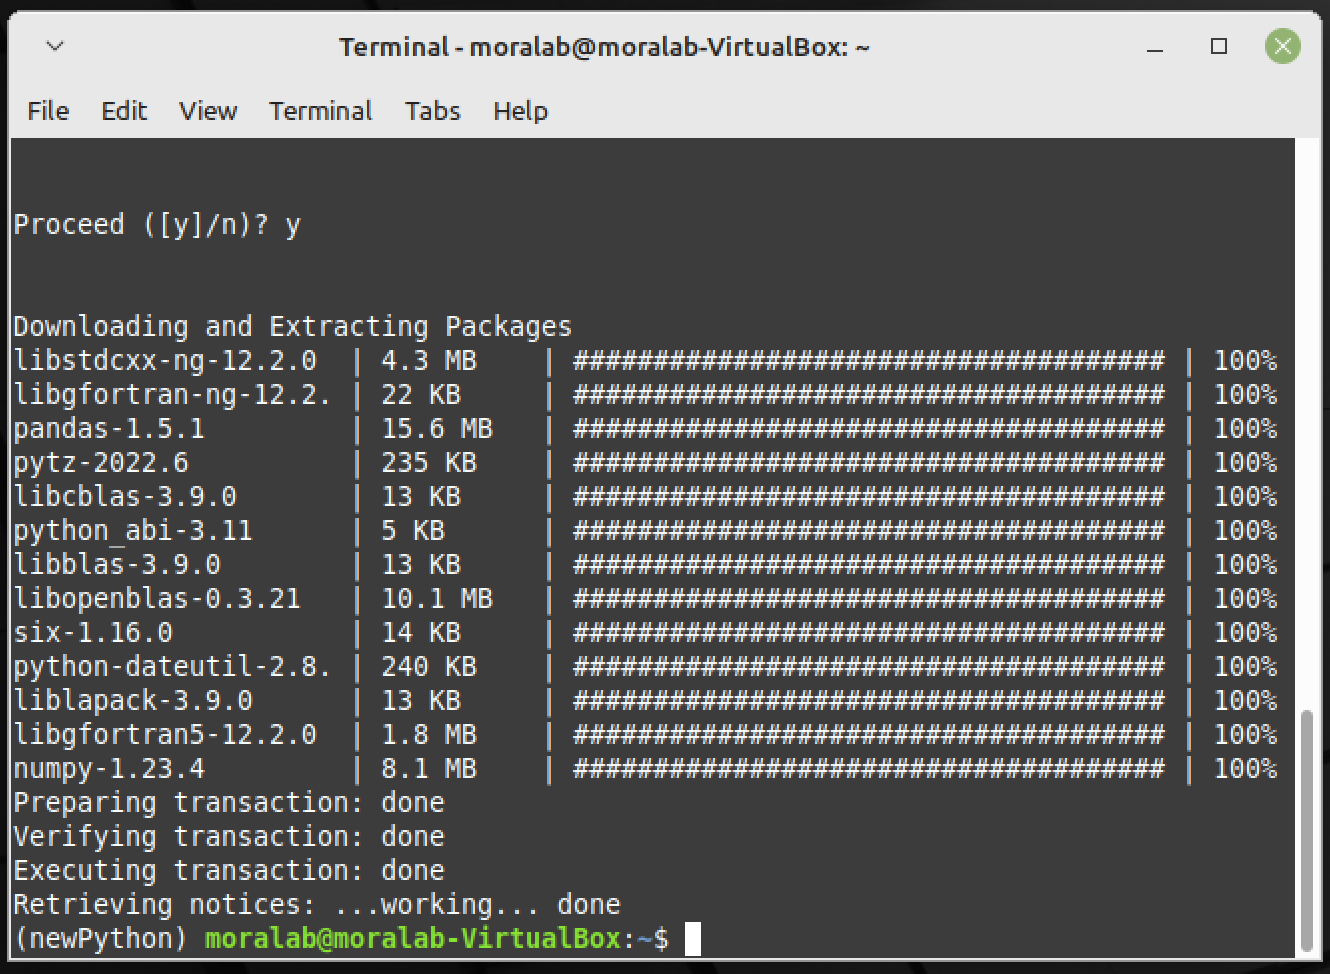 Terminal - moralab@moralab-VirtualBox: ~
File Edit View Terminal Tabs Help
Proceed ([y]/n)? y
Downloading and Extracting Packages
libstdcxx-ng-12.2.0 | 4.3 MB | ##################################### | 100%
libgfortran-ng-12.2. | 22 KB | ##################################### | 100%
pandas-1.5.1 | 15.6 MB | ##################################### | 100%
pytz-2022.6 | 235 KB | ##################################### | 100%
libcblas-3.9.0 | 13 KB | ##################################### | 100%
python_abi-3.11 | 5 KB | ##################################### | 100%
libblas-3.9.0 | 13 KB | ##################################### | 100%
libopenblas-0.3.21 | 10.1 MB | ##################################### | 100%
six-1.16.0 | 14 KB | ##################################### | 100%
python-dateutil-2.8. | 240 KB | ##################################### | 100%
liblapack-3.9.0 | 13 KB | ##################################### | 100%
libgfortran5-12.2.0 | 1.8 MB | ##################################### | 100%
numpy-1.23.4 | 8.1 MB | ##################################### | 100%
Preparing transaction: done
Verifying transaction: done
Executing transaction: done
Retrieving notices: ...working... done
(newPython) moralab@moralab-VirtualBox:~$